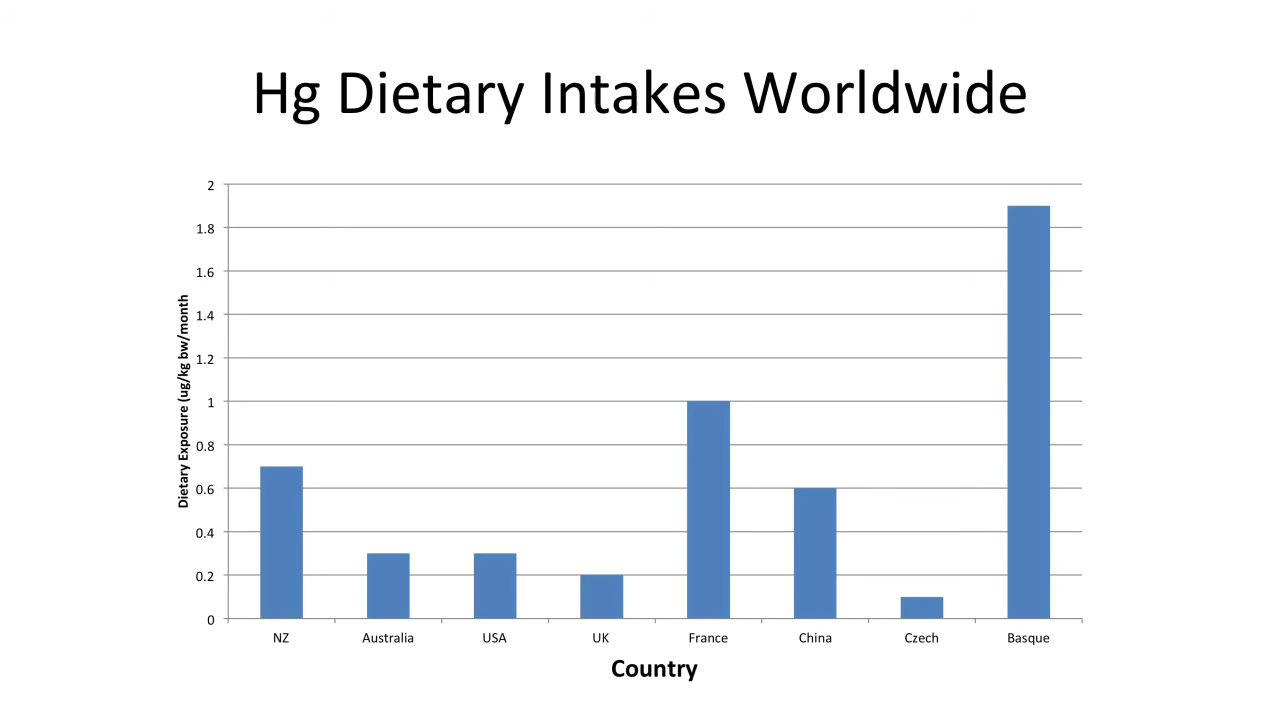 Hg Dietary Intakes Worldwide
2
1.8
1.6
1.4
1.2
1
0.8
0.6
0.4
0.2
0
Dietary Exposure (ug/kg bw/month
NZ Australia USA UK France China Czech Basque
Country